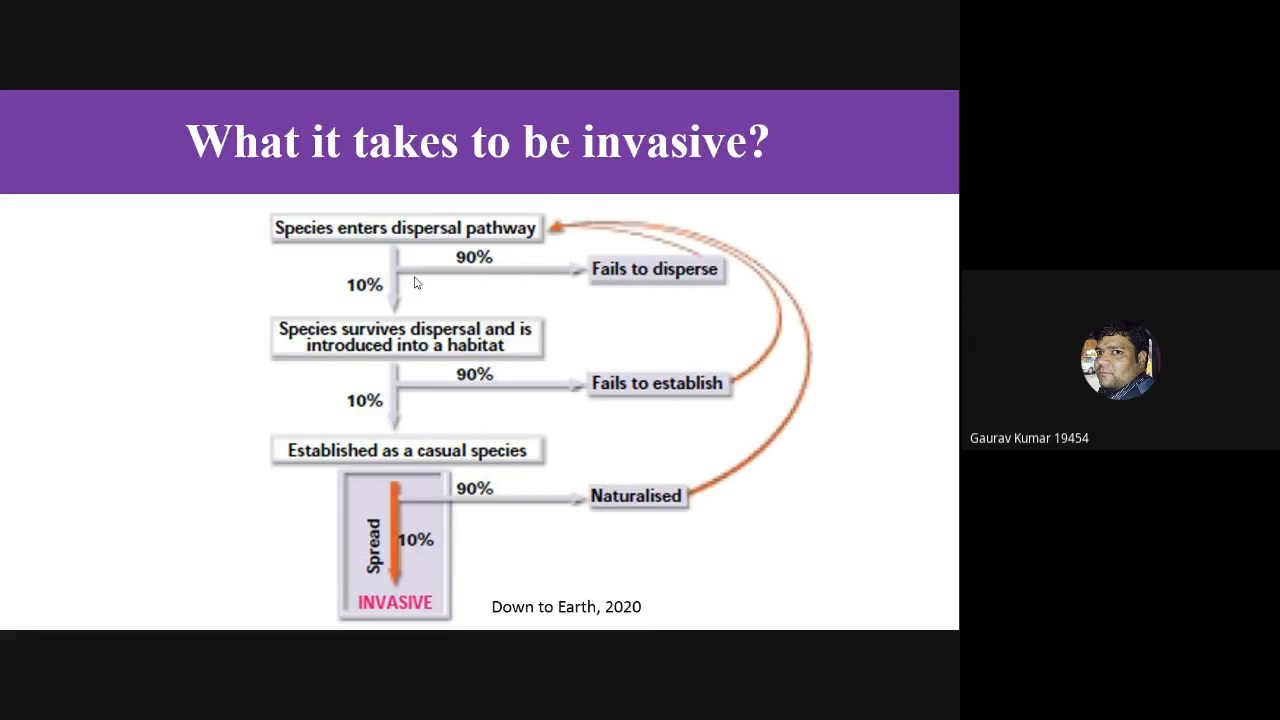 What it takes to be invasive?
Species enters dispersal pathway
90%
Fails to disperse
10%
Species survives dispersal and is
introduced into a habitat
90%
Fails to establish
10%
Established as a casual species
90%
Naturalised
Spread
10%
INVASIVE
Down to Earth, 2020
Gaurav Kumar 19454